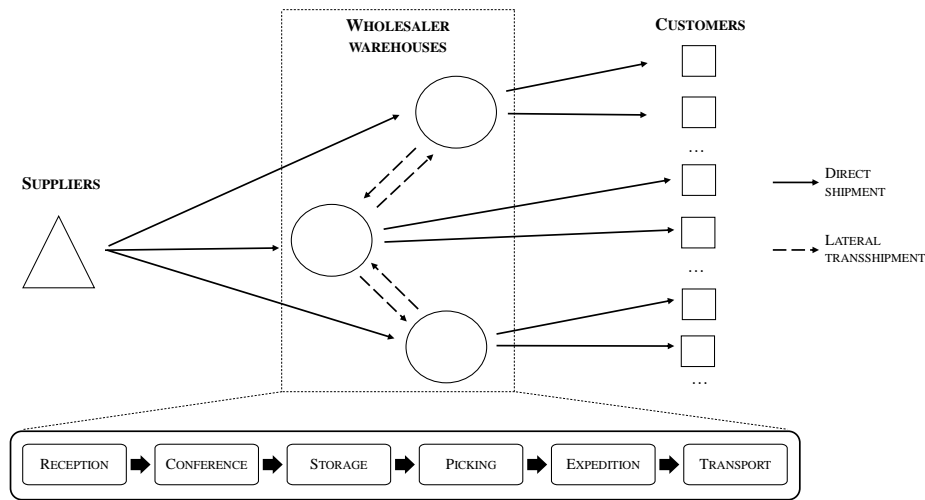 WHOLESALER
WAREHOUSES
CUSTOMERS
...
SUPPLIERS
DIRECT
SHIPMENT
LATERAL
TRANSSHIPMENT
...
...
RECEPTION
CONFERENCE
STORAGE
PICKING
EXPEDITION
TRANSPORT